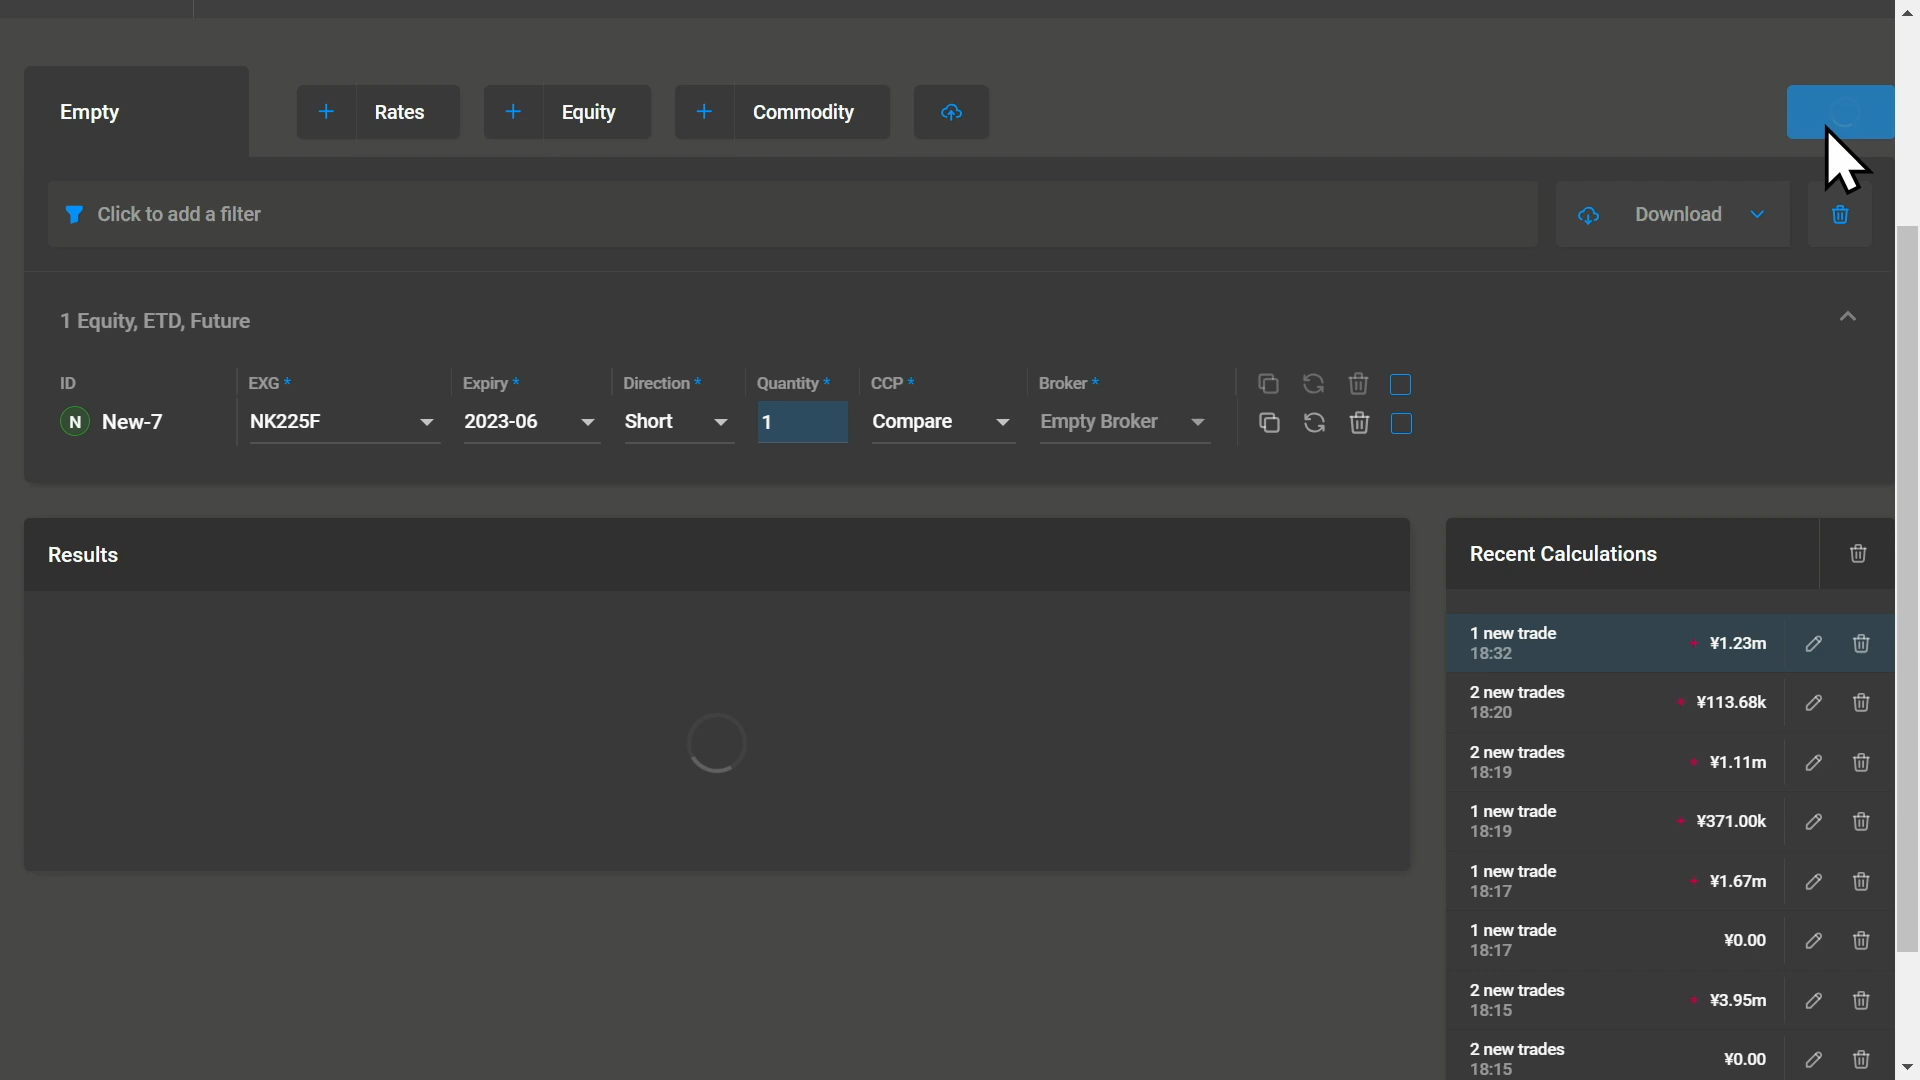 Empty
Rates
Equity
Commodity
Click to add a filter
Download
1 Equity, ETD, Future
ID EXG * Expiry * Direction * Quantity * CCP * Broker *
N New-7 NK225F 2023-06 Short 1 Compare Empty Broker
Results
Recent Calculations
1 new trade ¥1.23m
18:32
2 new trades ¥113.68k
18:20
2 new trades ¥1.11m
18:19
1 new trade ¥371.00k
18:19
1 new trade ¥1.67m
18:17
1 new trade ¥0.00
18:17
2 new trades ¥3.95m
18:15
2 new trades ¥0.00
18:15